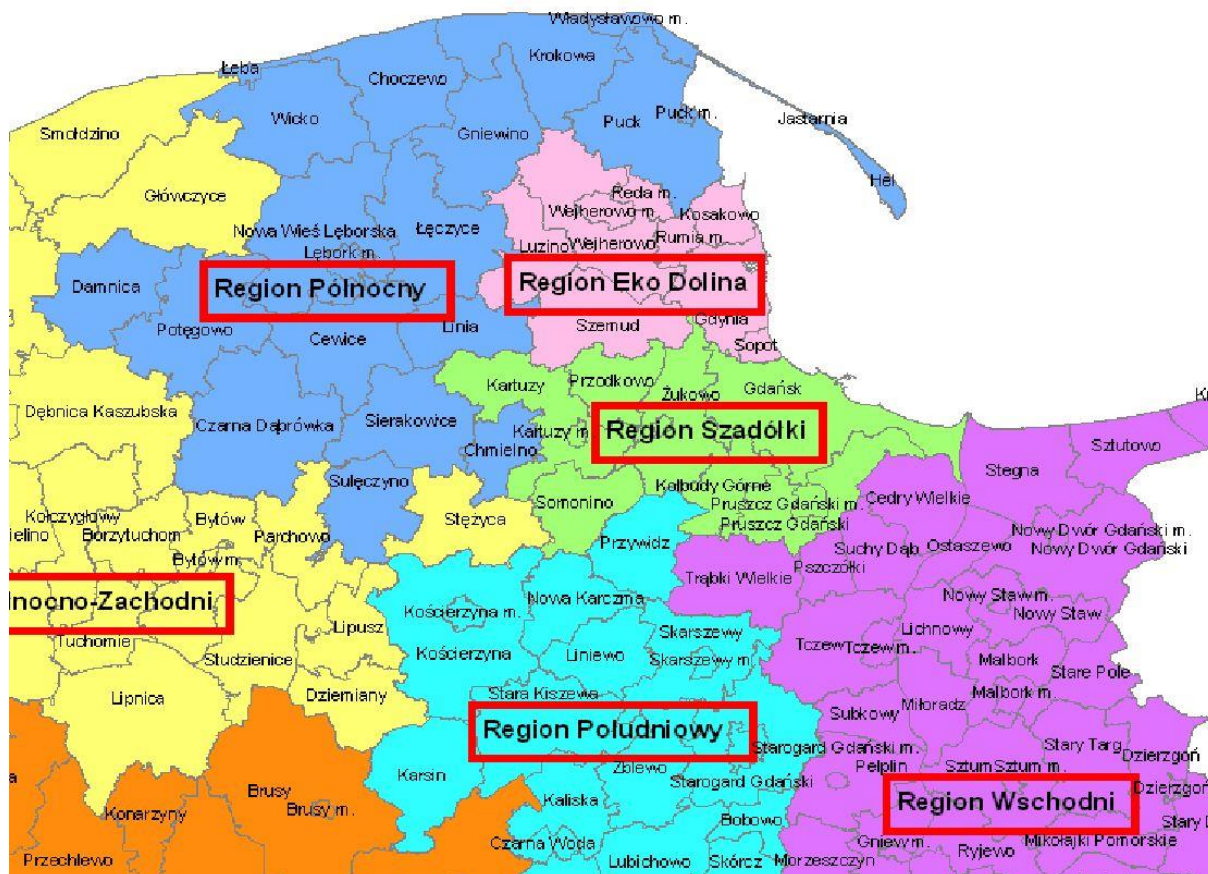 Władysławowo m.
Łeba
Choczewo
Krokowa
Wicko
Puck
Puck m.
Jastarnia
Smołdzino
Gniewino
Hel
Główczyce
Reda m.
Wejherowo m.
Kosakowo
Nowa Wieś Lęborska
Łęczyce
Luzino
Wejherowo
Rumia m.
Lębork m.
Damnica
Region Północny
Region Eko Dolina
Potęgowo
Cewice
Linia
Szemud
Gdynia
Sopot
Kartuzy
Przodkowo
Żukowo
Gdańsk
Dębnica Kaszubska
Czarna Dąbrówka
Sierakowice
Kartuzy m.
Region Szadółki
Chmielno
Sztutowo
Stegna
Sulęczyno
Somonino
Kolbudy Górne
Cedry Wielkie
Pruszcz Gdański m.
Pruszcz Gdański
Kołczygłowy
Bytów
Stężyca
ielino
Borzytuchom
Parchowo
Przywidz
Nowy Dwór Gdański m.
Bytów m.
Suchy Dąb
Ostaszewo
Nowy Dwór Gdański
Trąbki Wielkie
Pszczółki
łnocno-Zachodni
Kościerzyna m.
Nowa Karczma
Nowy Staw m.
Nowy Staw
Tuchomie
Lipusz
Skarszewy
Lichnowy
Studzienice
Kościerzyna
Liniewo
Skarszewy m.
Tczew
Tczew m.
Malbork
Stare Pole
Lipnica
Dziemiany
Stara Kiszewa
Malbork m.
Miłoradz
Subkowy
Region Południowy
Starogard Gdański m.
Stary Targ
Dzierzgoń
Karsin
Zblewo
Starogard Gdański
Pelplin
Sztum
Sztum m.
Dzierzgoń
Brusy
Brusy m.
Kaliska
Region Wschodni
Konarzyny
Bobowo
Stary D
Przechlewo
Czarna Woda
Lubichowo
Skórcz
Morzeszczyn
Gniew m.
Ryjewo
Mikołajki Pomorskie